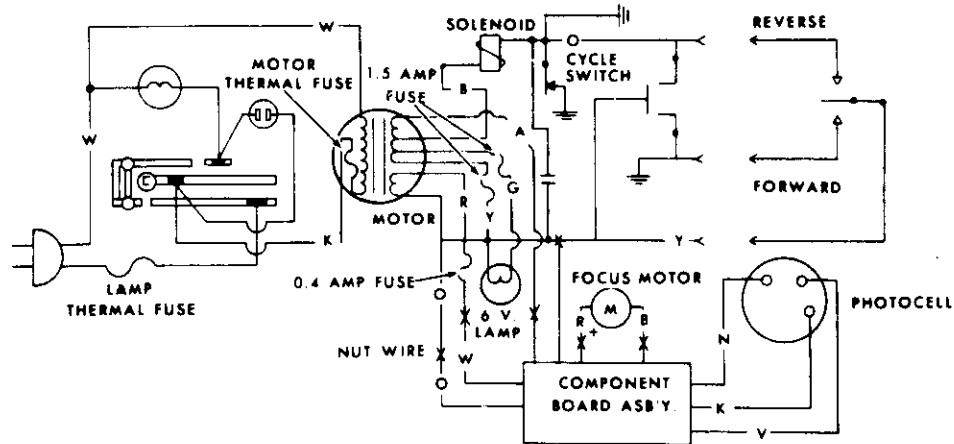 SOLENOID
REVERSE
W
MOTOR
THERMAL FUSE
1.5 AMP
FUSE
CYCLE
SWITCH
B
W
A
E
G
R
Y
MOTOR
FORWARD
K
Y
LAMP
THERMAL FUSE
0.4 AMP FUSE
6 V.
LAMP
FOCUS MOTOR
PHOTOCELL
R
+
M
B
N
NUT WIRE
W
COMPONENT
BOARD ASB'Y.
K
V